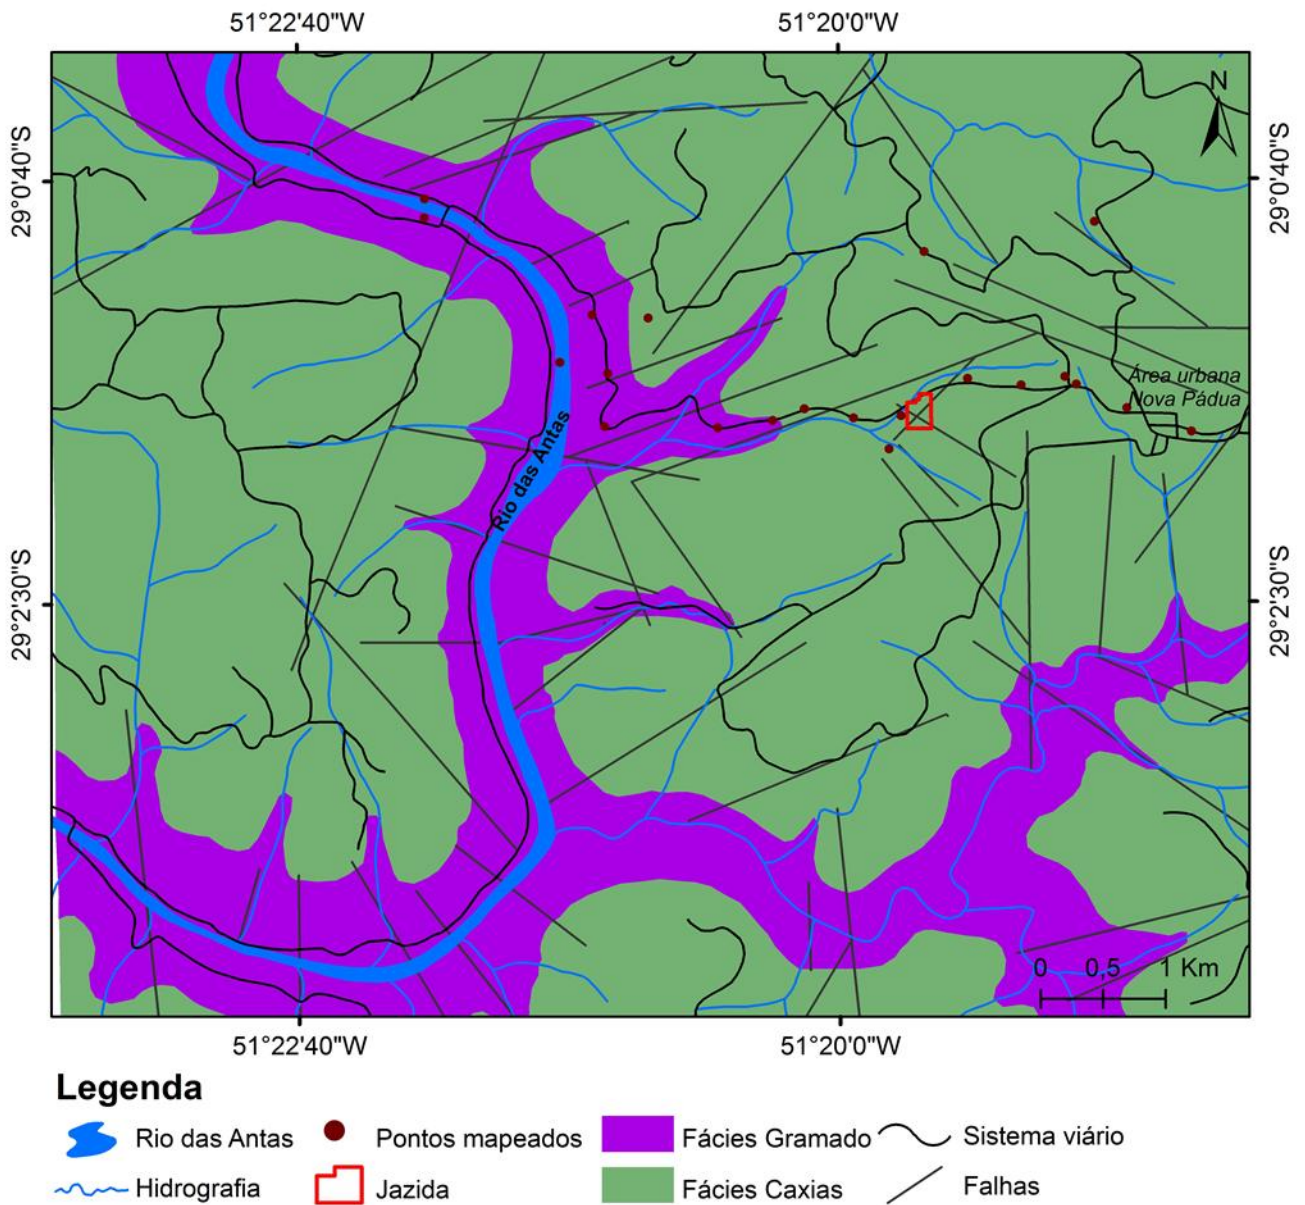 51°22'40"W
51°20'0"W
N
29°0'40"S
29°0'40"S
Área urbana
Nova Pádua
Rio das Antas
29°2'30"S
29°2'30"S
0 0,5 1 Km
51°22'40"W
51°20'0"W
Legenda
Rio das Antas
Pontos mapeados
Fácies Gramado
Sistema viário
Hidrografia
Jazida
Fácies Caxias
Falhas